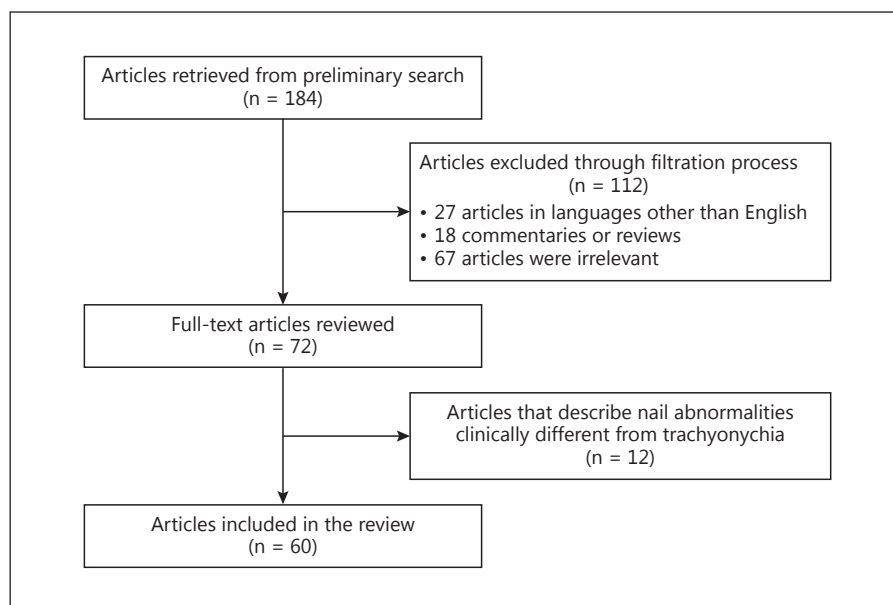 Articles retrieved from preliminary search
(n = 184)
Articles excluded through filtration process
(n = 112)
• 27 articles in languages other than English
• 18 commentaries or reviews
• 67 articles were irrelevant
Full-text articles reviewed
(n = 72)
Articles that describe nail abnormalities
clinically different from trachyonychia
(n = 12)
Articles included in the review
(n = 60)